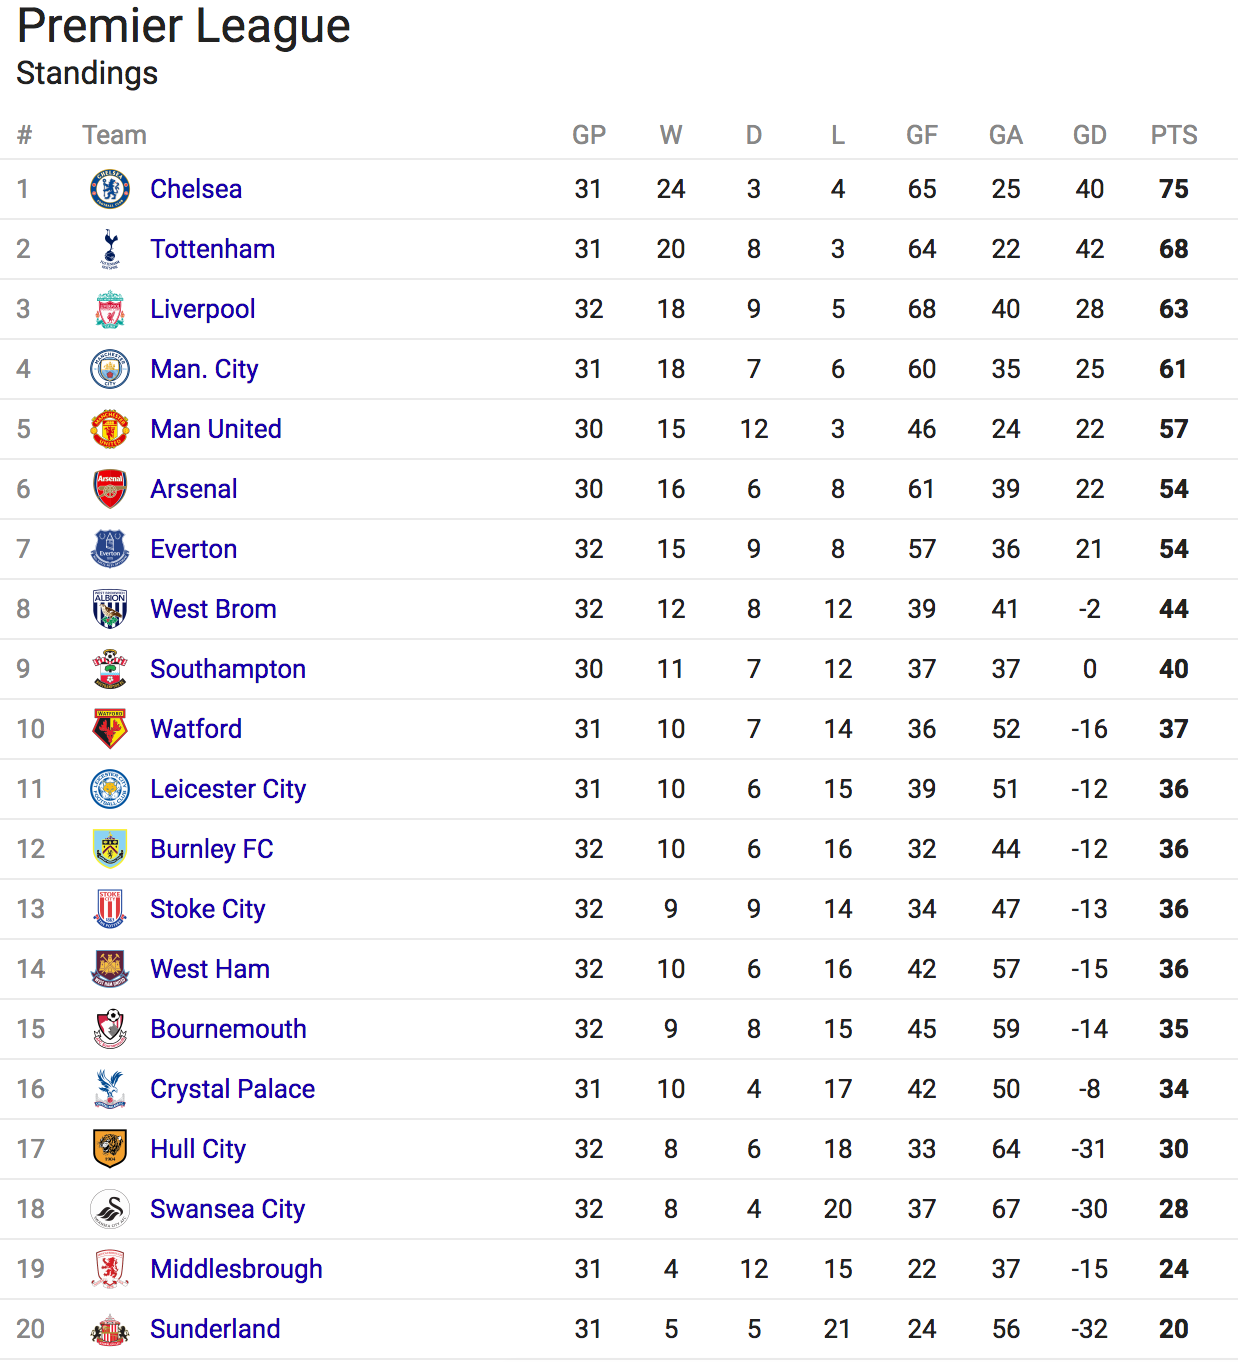 Premier League
Standings
# Team GP W D L GF GA GD PTS
1 Chelsea 31 24 3 4 65 25 40 75
2 Tottenham 31 20 8 3 64 22 42 68
3 Liverpool 32 18 9 5 68 40 28 63
4 Man. City 31 18 7 6 60 35 25 61
5 Man United 30 15 12 3 46 24 22 57
6 Arsenal 30 16 6 8 61 39 22 54
7 Everton 32 15 9 8 57 36 21 54
8 West Brom 32 12 8 12 39 41 -2 44
9 Southampton 30 11 7 12 37 37 0 40
10 Watford 31 10 7 14 36 52 -16 37
11 Leicester City 31 10 6 15 39 51 -12 36
12 Burnley FC 32 10 6 16 32 44 -12 36
13 Stoke City 32 9 9 14 34 47 -13 36
14 West Ham 32 10 6 16 42 57 -15 36
15 Bournemouth 32 9 8 15 45 59 -14 35
16 Crystal Palace 31 10 4 17 42 50 -8 34
17 Hull City 32 8 6 18 33 64 -31 30
18 Swansea City 32 8 4 20 37 67 -30 28
19 Middlesbrough 31 4 12 15 22 37 -15 24
20 Sunderland 31 5 5 21 24 56 -32 20